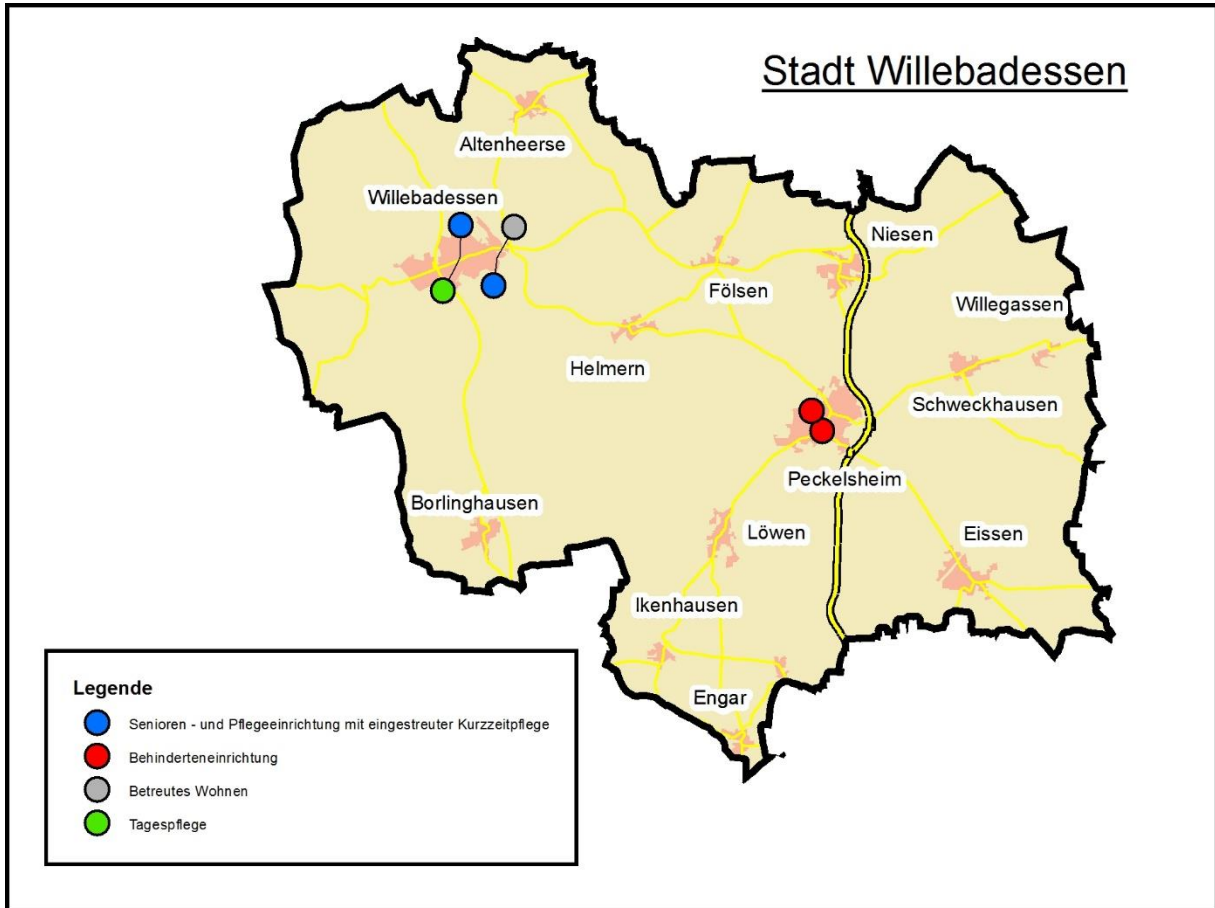 Stadt Willebadessen
Altenheerse
Willebadessen
Niesen
Fölsen
Willegassen
Helmern
Schweckhausen
Peckelsheim
Borlinghausen
Löwen
Eissen
Ikenhausen
Engar
Legende
Senioren - und Pflegeeinrichtung mit eingestreuter Kurzzeitpflege
Behinderteneinrichtung
Betreutes Wohnen
Tagespflege